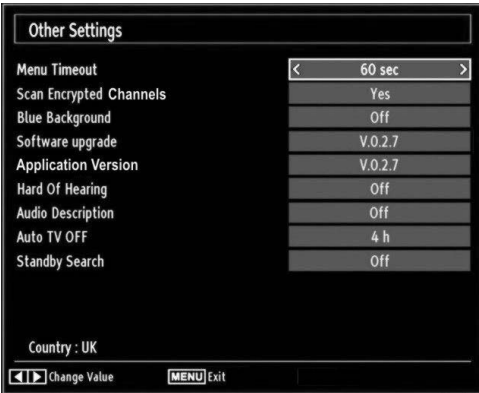 Other Settings
Menu Timeout < 60 sec >
Scan Encrypted Channels Yes
Blue Background Off
Software upgrade V.0.2.7
Application Version V.0.2.7
Hard Of Hearing Off
Audio Description Off
Auto TV OFF 4 h
Standby Search Off
Country : UK
Change Value MENU Exit